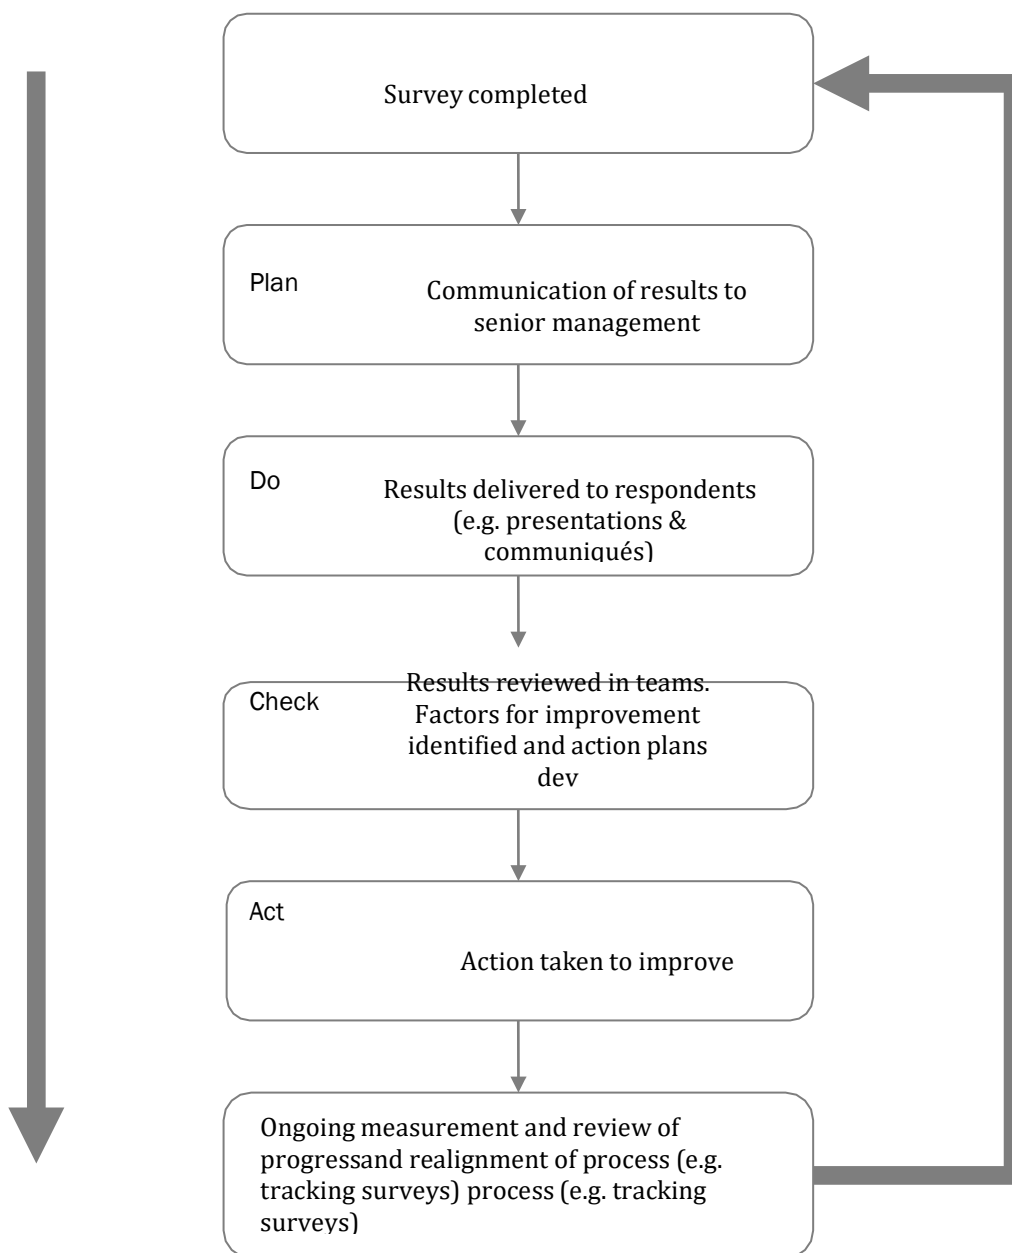 Survey completed
Plan
Communication of results to
senior management
Do
Results delivered to respondents
(e.g. presentations &
communiqués)
Check
Results reviewed in teams.
Factors for improvement
identified and action plans
dev
Act
Action taken to improve
Ongoing measurement and review of
progressand realignment of process (e.g.
tracking surveys) process (e.g. tracking
surveys)